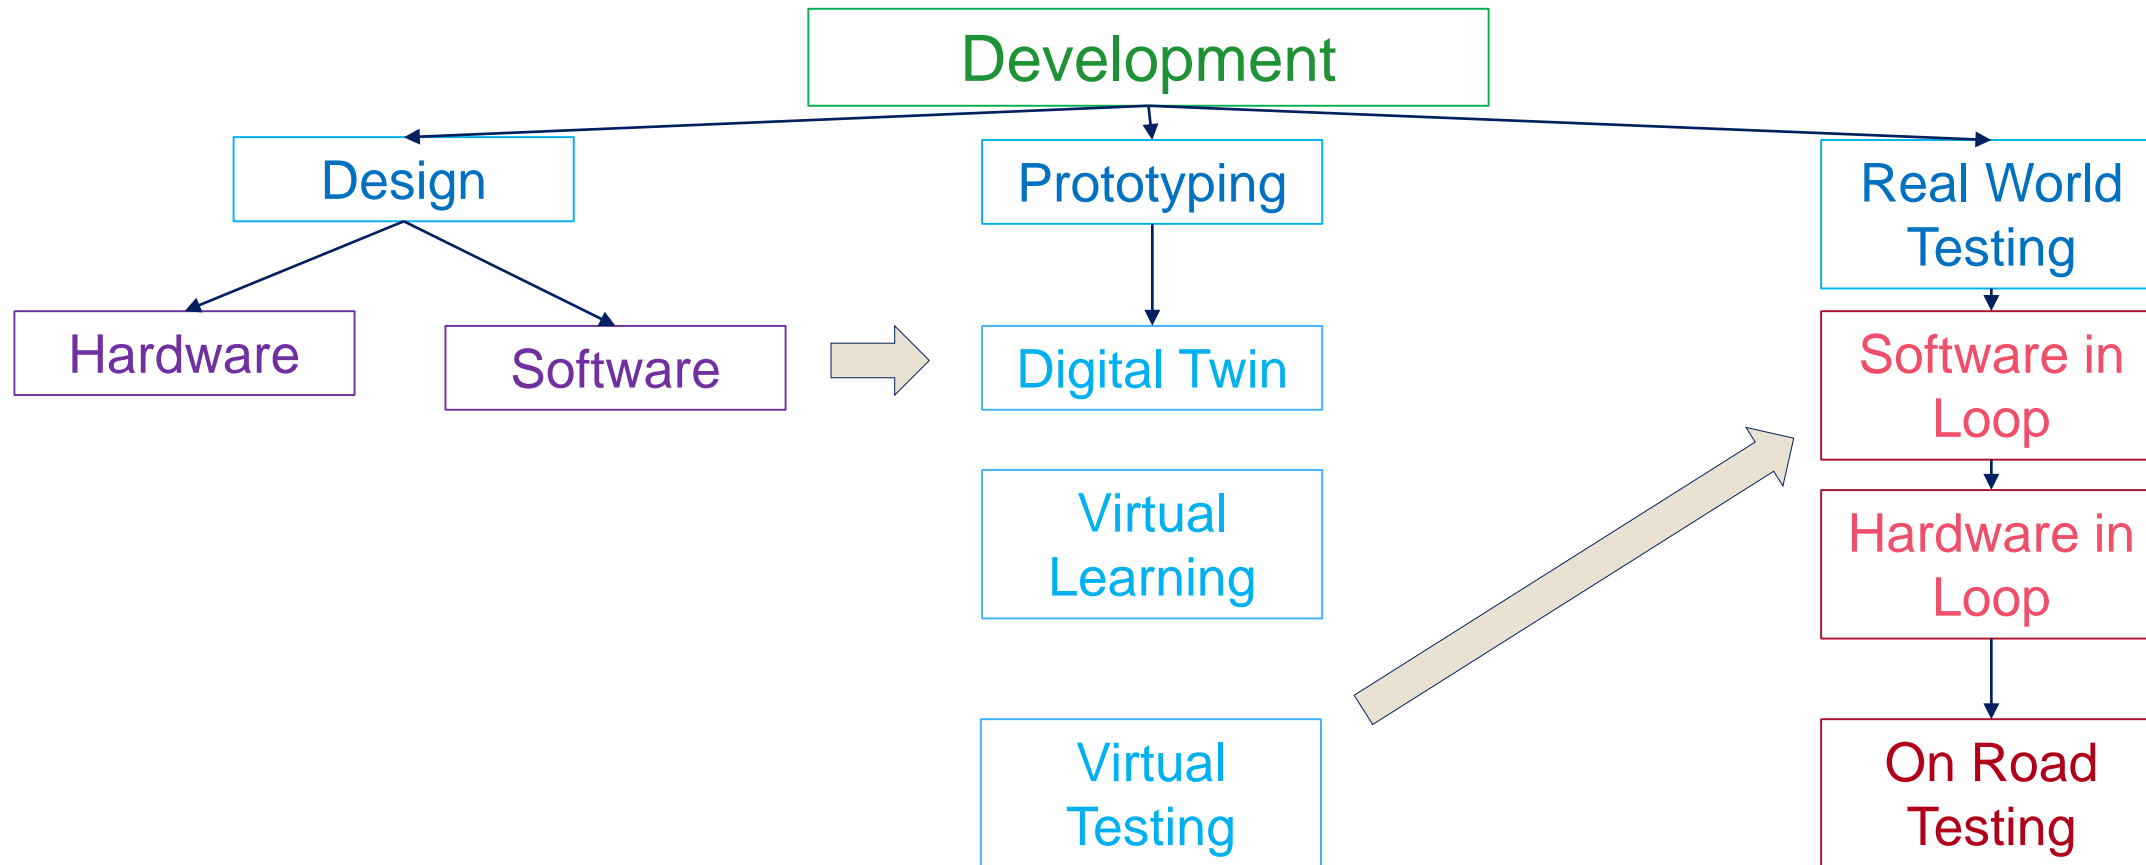 Development
Design
Prototyping
Real World
Testing
Hardware
Software
Digital Twin
Software in
Loop
Virtual
Learning
Hardware in
Loop
Virtual
Testing
On Road
Testing